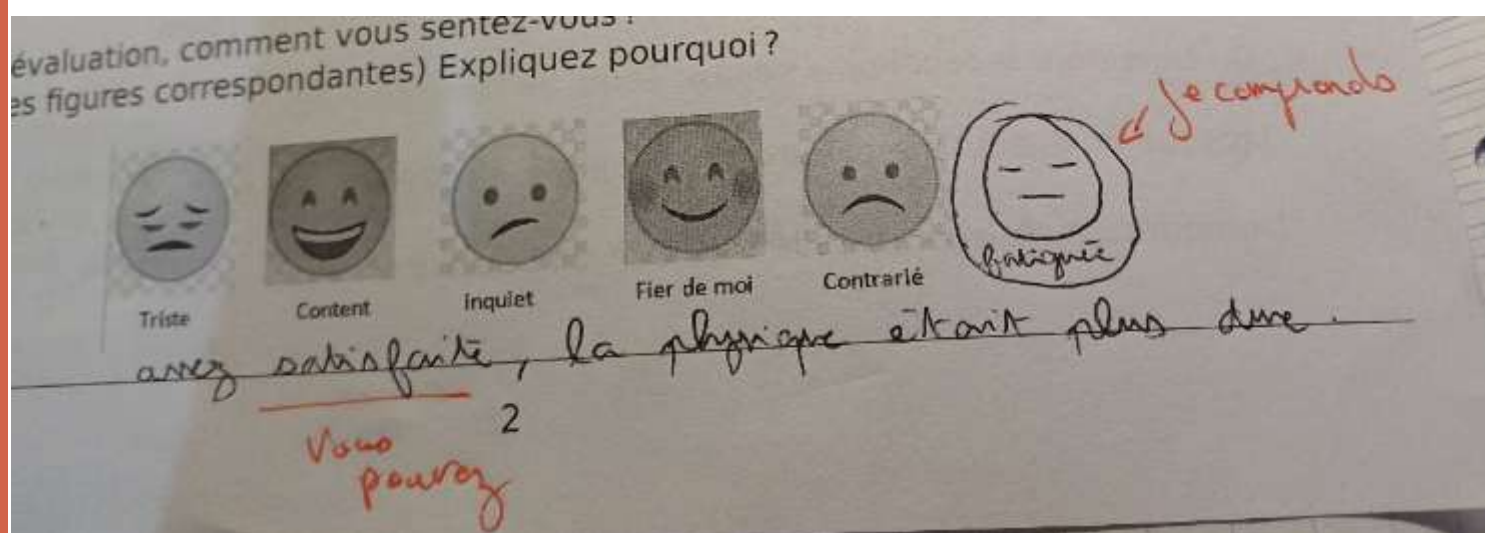 évaluation, comment vous sentez-vous ?
es figures correspondantes) Expliquez pourquoi ?
Je comprends
Triste Content Inquiet Fier de moi Contrarié fatiguée
assez satisfaite, la physique était plus dure.
2
Vous
pouvez